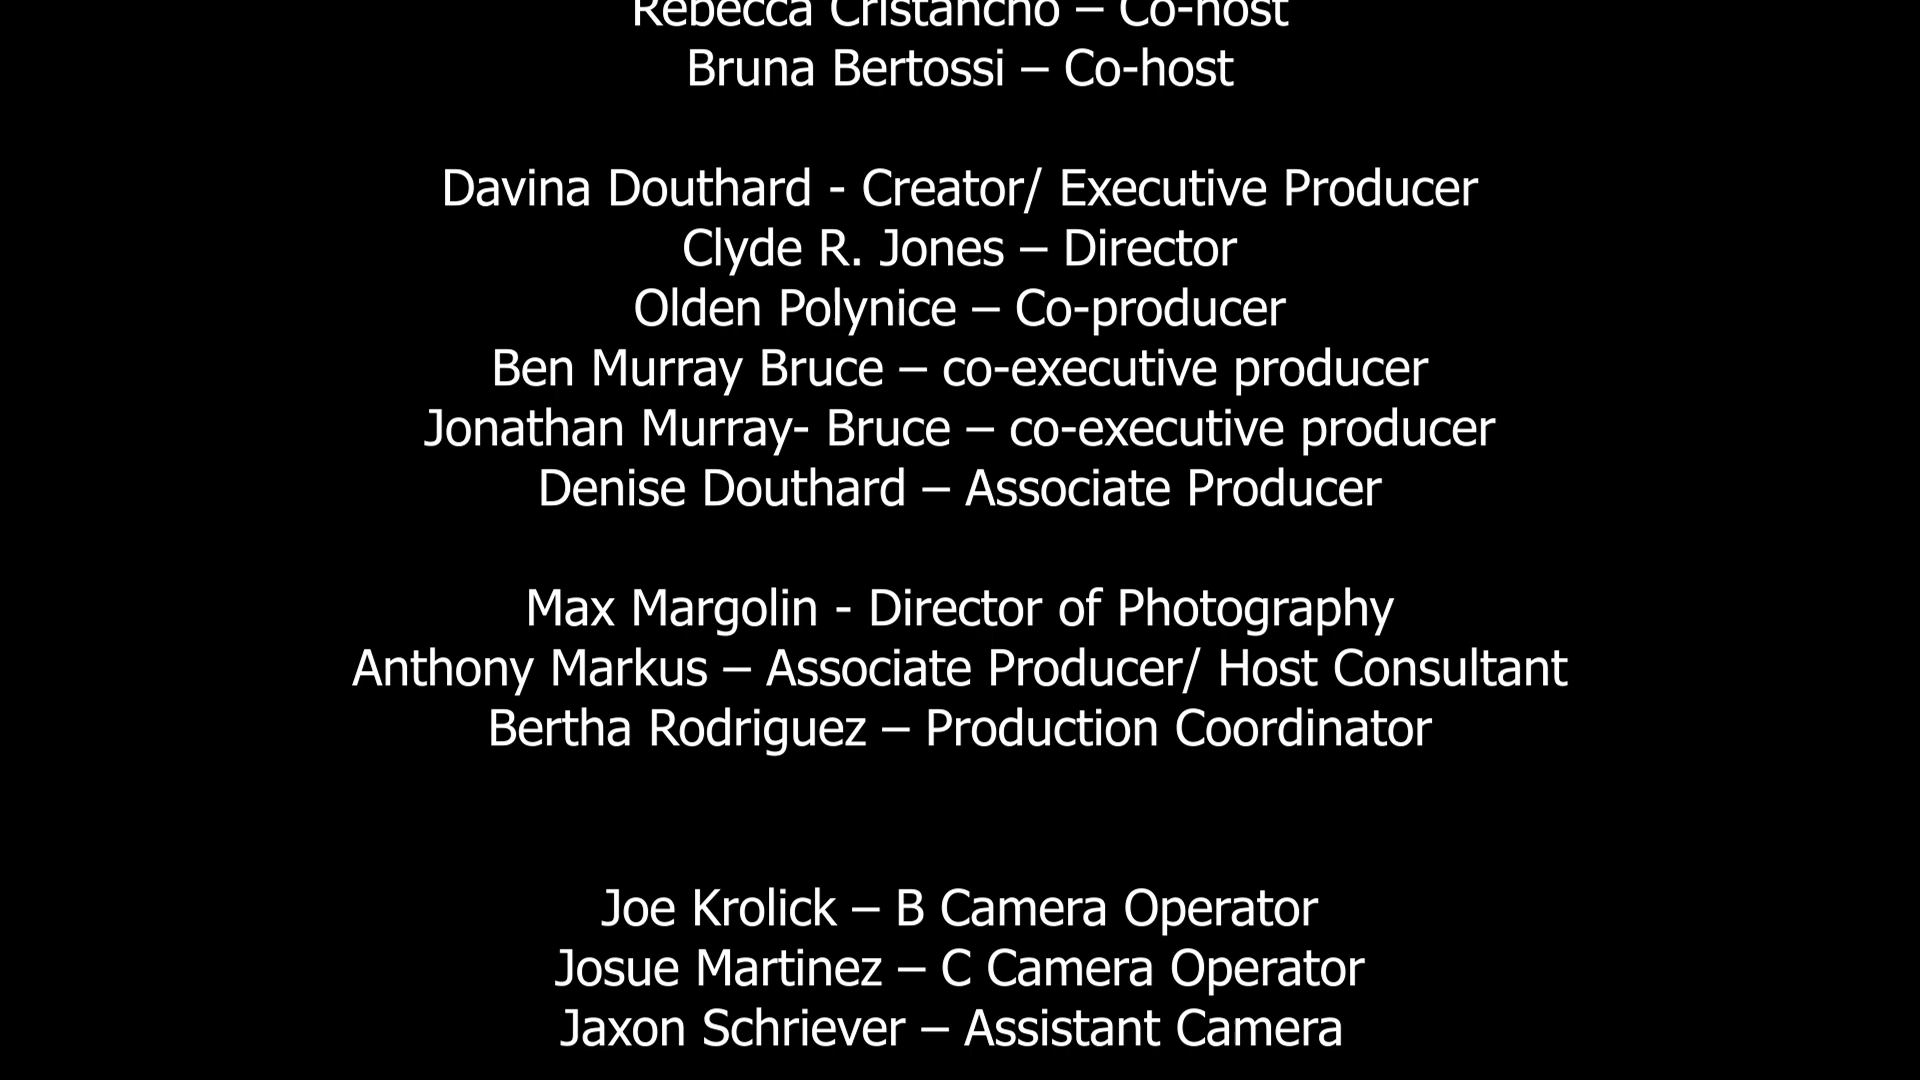 Rebecca Cristancho – Co-host
Bruna Bertossi – Co-host
Davina Douthard - Creator/ Executive Producer
Clyde R. Jones – Director
Olden Polynice – Co-producer
Ben Murray Bruce – co-executive producer
Jonathan Murray- Bruce – co-executive producer
Denise Douthard – Associate Producer
Max Margolin - Director of Photography
Anthony Markus – Associate Producer/ Host Consultant
Bertha Rodriguez – Production Coordinator
Joe Krolick – B Camera Operator
Josue Martinez – C Camera Operator
Jaxon Schriever – Assistant Camera